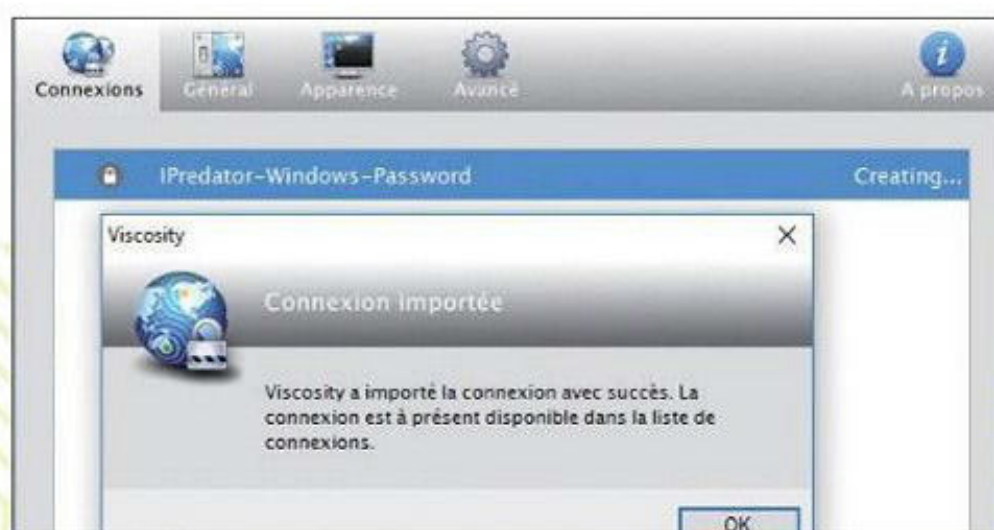 Connexions Général Apparence Avancé A propos
IPredator-Windows-Password Creating...
Viscosity
Connexion importée
Viscosity a importé la connexion avec succès. La
connexion est à présent disponible dans la liste de
connexions.
OK